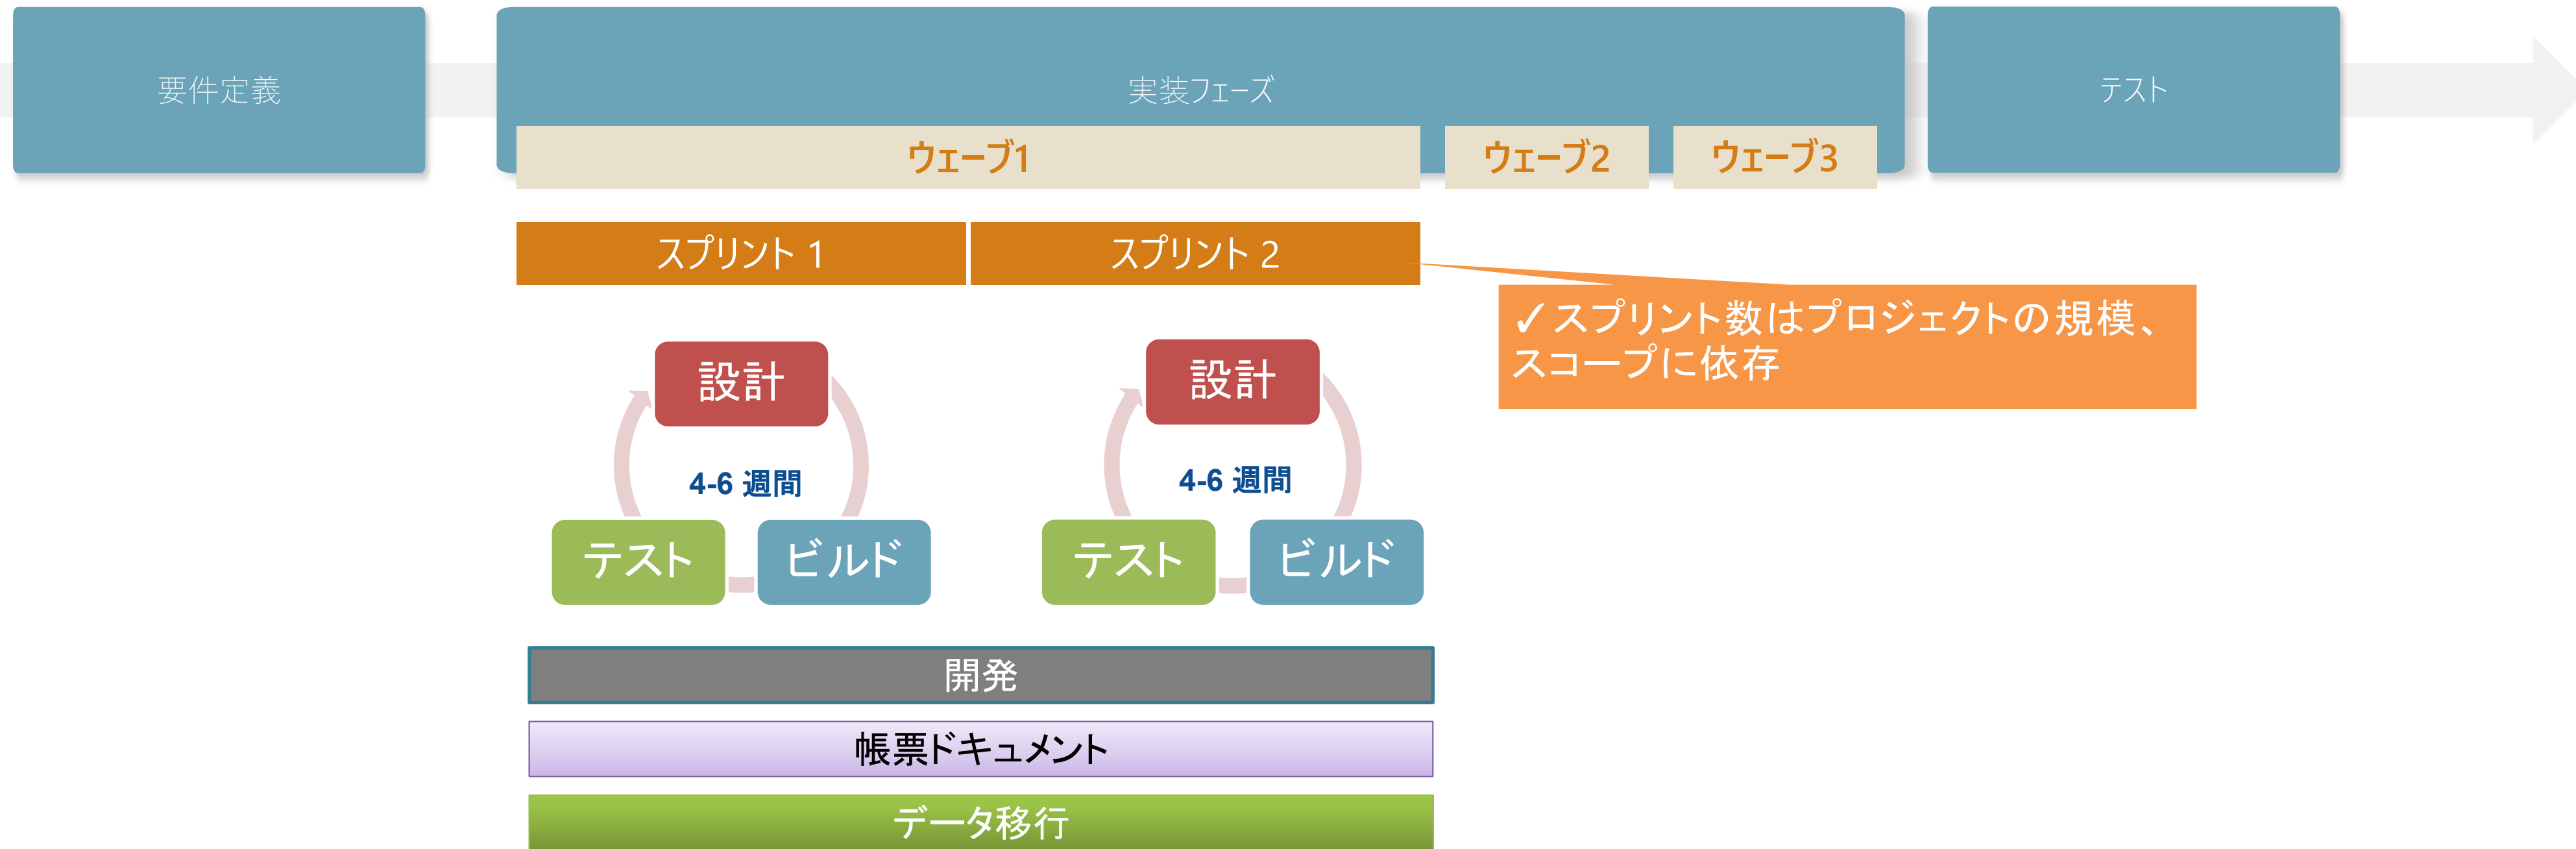 要件定義
実装フェーズ
テスト
ウェーブ1
ウェーブ2
ウェーブ3
スプリント 1
スプリント 2
✓スプリント数はプロジェクトの規模、
スコープに依存
設計
4-6 週間
テスト
ビルド
設計
4-6 週間
テスト
ビルド
開発
帳票ドキュメント
データ移行